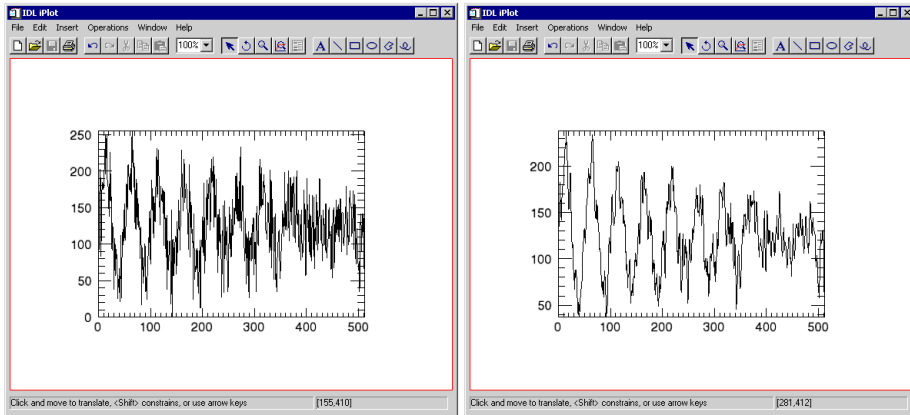 IDL iPlot
File Edit Insert Operations Window Help
100%
A
250
200
150
100
50
0
0 100 200 300 400 500
Click and move to translate, <Shift> constrains, or use arrow keys [155,410]
IDL iPlot
File Edit Insert Operations Window Help
100%
A
200
150
100
50
0 100 200 300 400 500
Click and move to translate, <Shift> constrains, or use arrow keys [281,412]